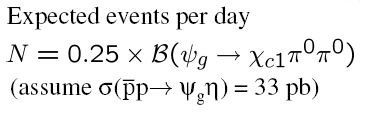 Expected events per day
N = 0.25 × B(ψg → χc1π⁰π⁰)
(assume σ(p̄p→ ψgη) = 33 pb)